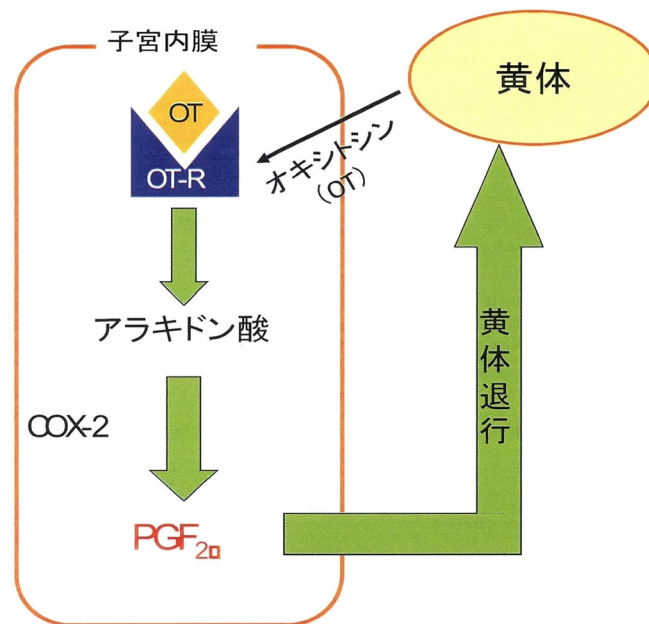 子宮内膜
黄体
OT
OT-R
オキシトシン
(OT)
アラキドン酸
COX-2
黄体退行
PGF2□